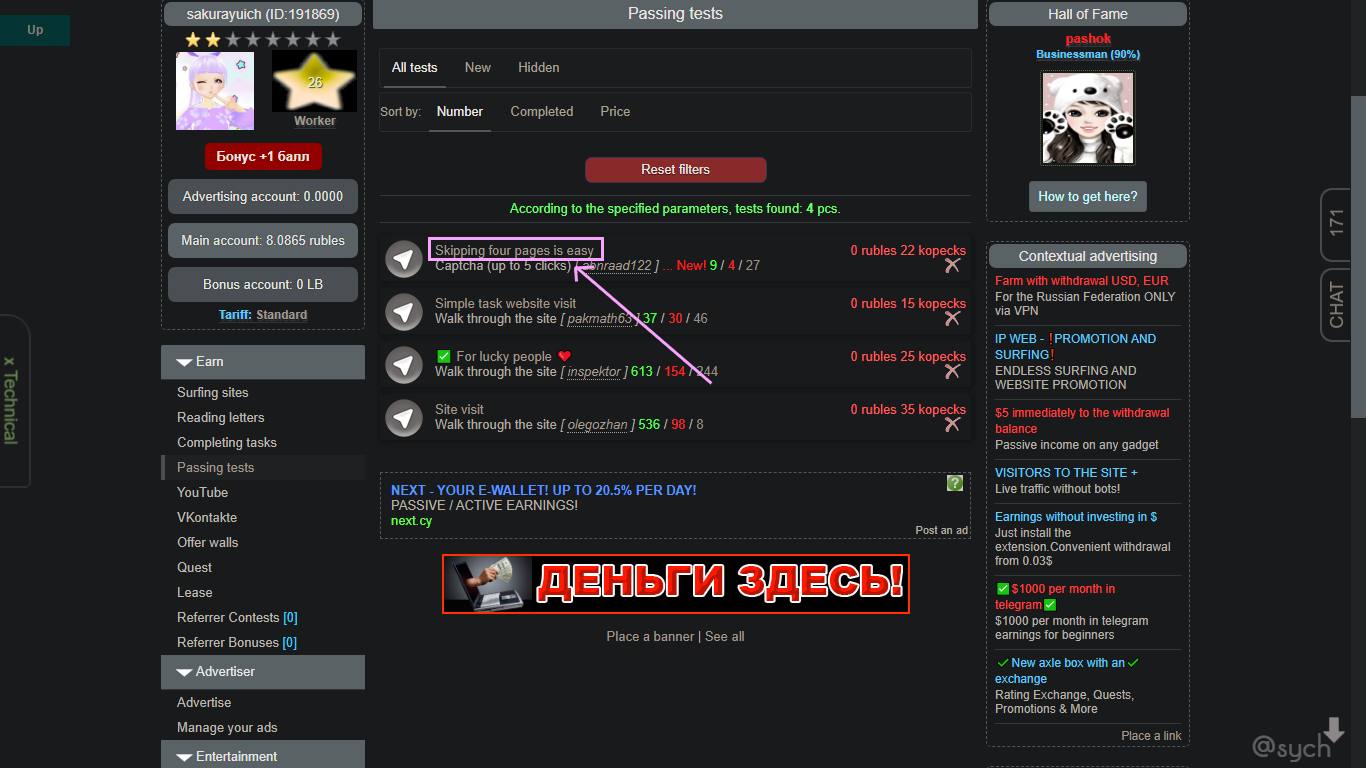 Up
sakurayuich (ID:191869)
26
Worker
Бонус +1 балл
Advertising account: 0.0000
Main account: 8.0865 rubles
Bonus account: 0 LB
Tariff: Standard
Earn
Surfing sites
Reading letters
Completing tasks
Passing tests
YouTube
VKontakte
Offer walls
Quest
Lease
Referrer Contests [0]
Referrer Bonuses [0]
Advertiser
Advertise
Manage your ads
Entertainment
x Technical
Passing tests
All tests New Hidden
Sort by: Number Completed Price
Reset filters
According to the specified parameters, tests found: 4 pcs.
Skipping four pages is easy
0 rubles 22 kopecks
Captcha (up to 5 clicks) [ abnraad122 ] ... New! 9 / 4 / 27
Simple task website visit
0 rubles 15 kopecks
Walk through the site [ pakmath63 ] 37 / 30 / 46
✅ For lucky people ❤
0 rubles 25 kopecks
Walk through the site [ inspektor ] 613 / 154 / 244
Site visit
0 rubles 35 kopecks
Walk through the site [ olegozhan ] 536 / 98 / 8
NEXT - YOUR E-WALLET! UP TO 20.5% PER DAY!
PASSIVE / ACTIVE EARNINGS!
next.cy
?
Post an ad
ДЕНЬГИ ЗДЕСЬ!
Place a banner | See all
Hall of Fame
pashok
Businessman (90%)
How to get here?
Contextual advertising
Farm with withdrawal USD, EUR
For the Russian Federation ONLY
via VPN
IP WEB -❗PROMOTION AND
SURFING❗
ENDLESS SURFING AND
WEBSITE PROMOTION
$5 immediately to the withdrawal
balance
Passive income on any gadget
VISITORS TO THE SITE +
Live traffic without bots!
Earnings without investing in $
Just install the
extension.Convenient withdrawal
from 0.03$
✅$1000 per month in
telegram✅
$1000 per month in telegram
earnings for beginners
✓New axle box with an✓
exchange
Rating Exchange, Quests,
Promotions & More
Place a link
171
CHAT
@sych